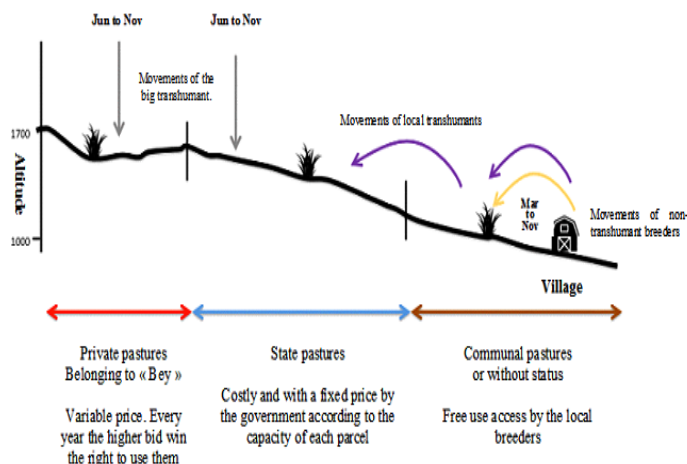 Jun to Nov
Jun to Nov
Movements of the
big transhumant.
Movements of local transhumants
1700
Altitude
1000
Mar
to
Nov
Movements of non-
transhumant breeders
Village
Private pastures
Belonging to « Bey »
Variable price. Every
year the higher bid win
the right to use them
State pastures
Costly and with a fixed price by
the government according to the
capacity of each parcel
Communal pastures
or without status
Free use access by the local
breeders